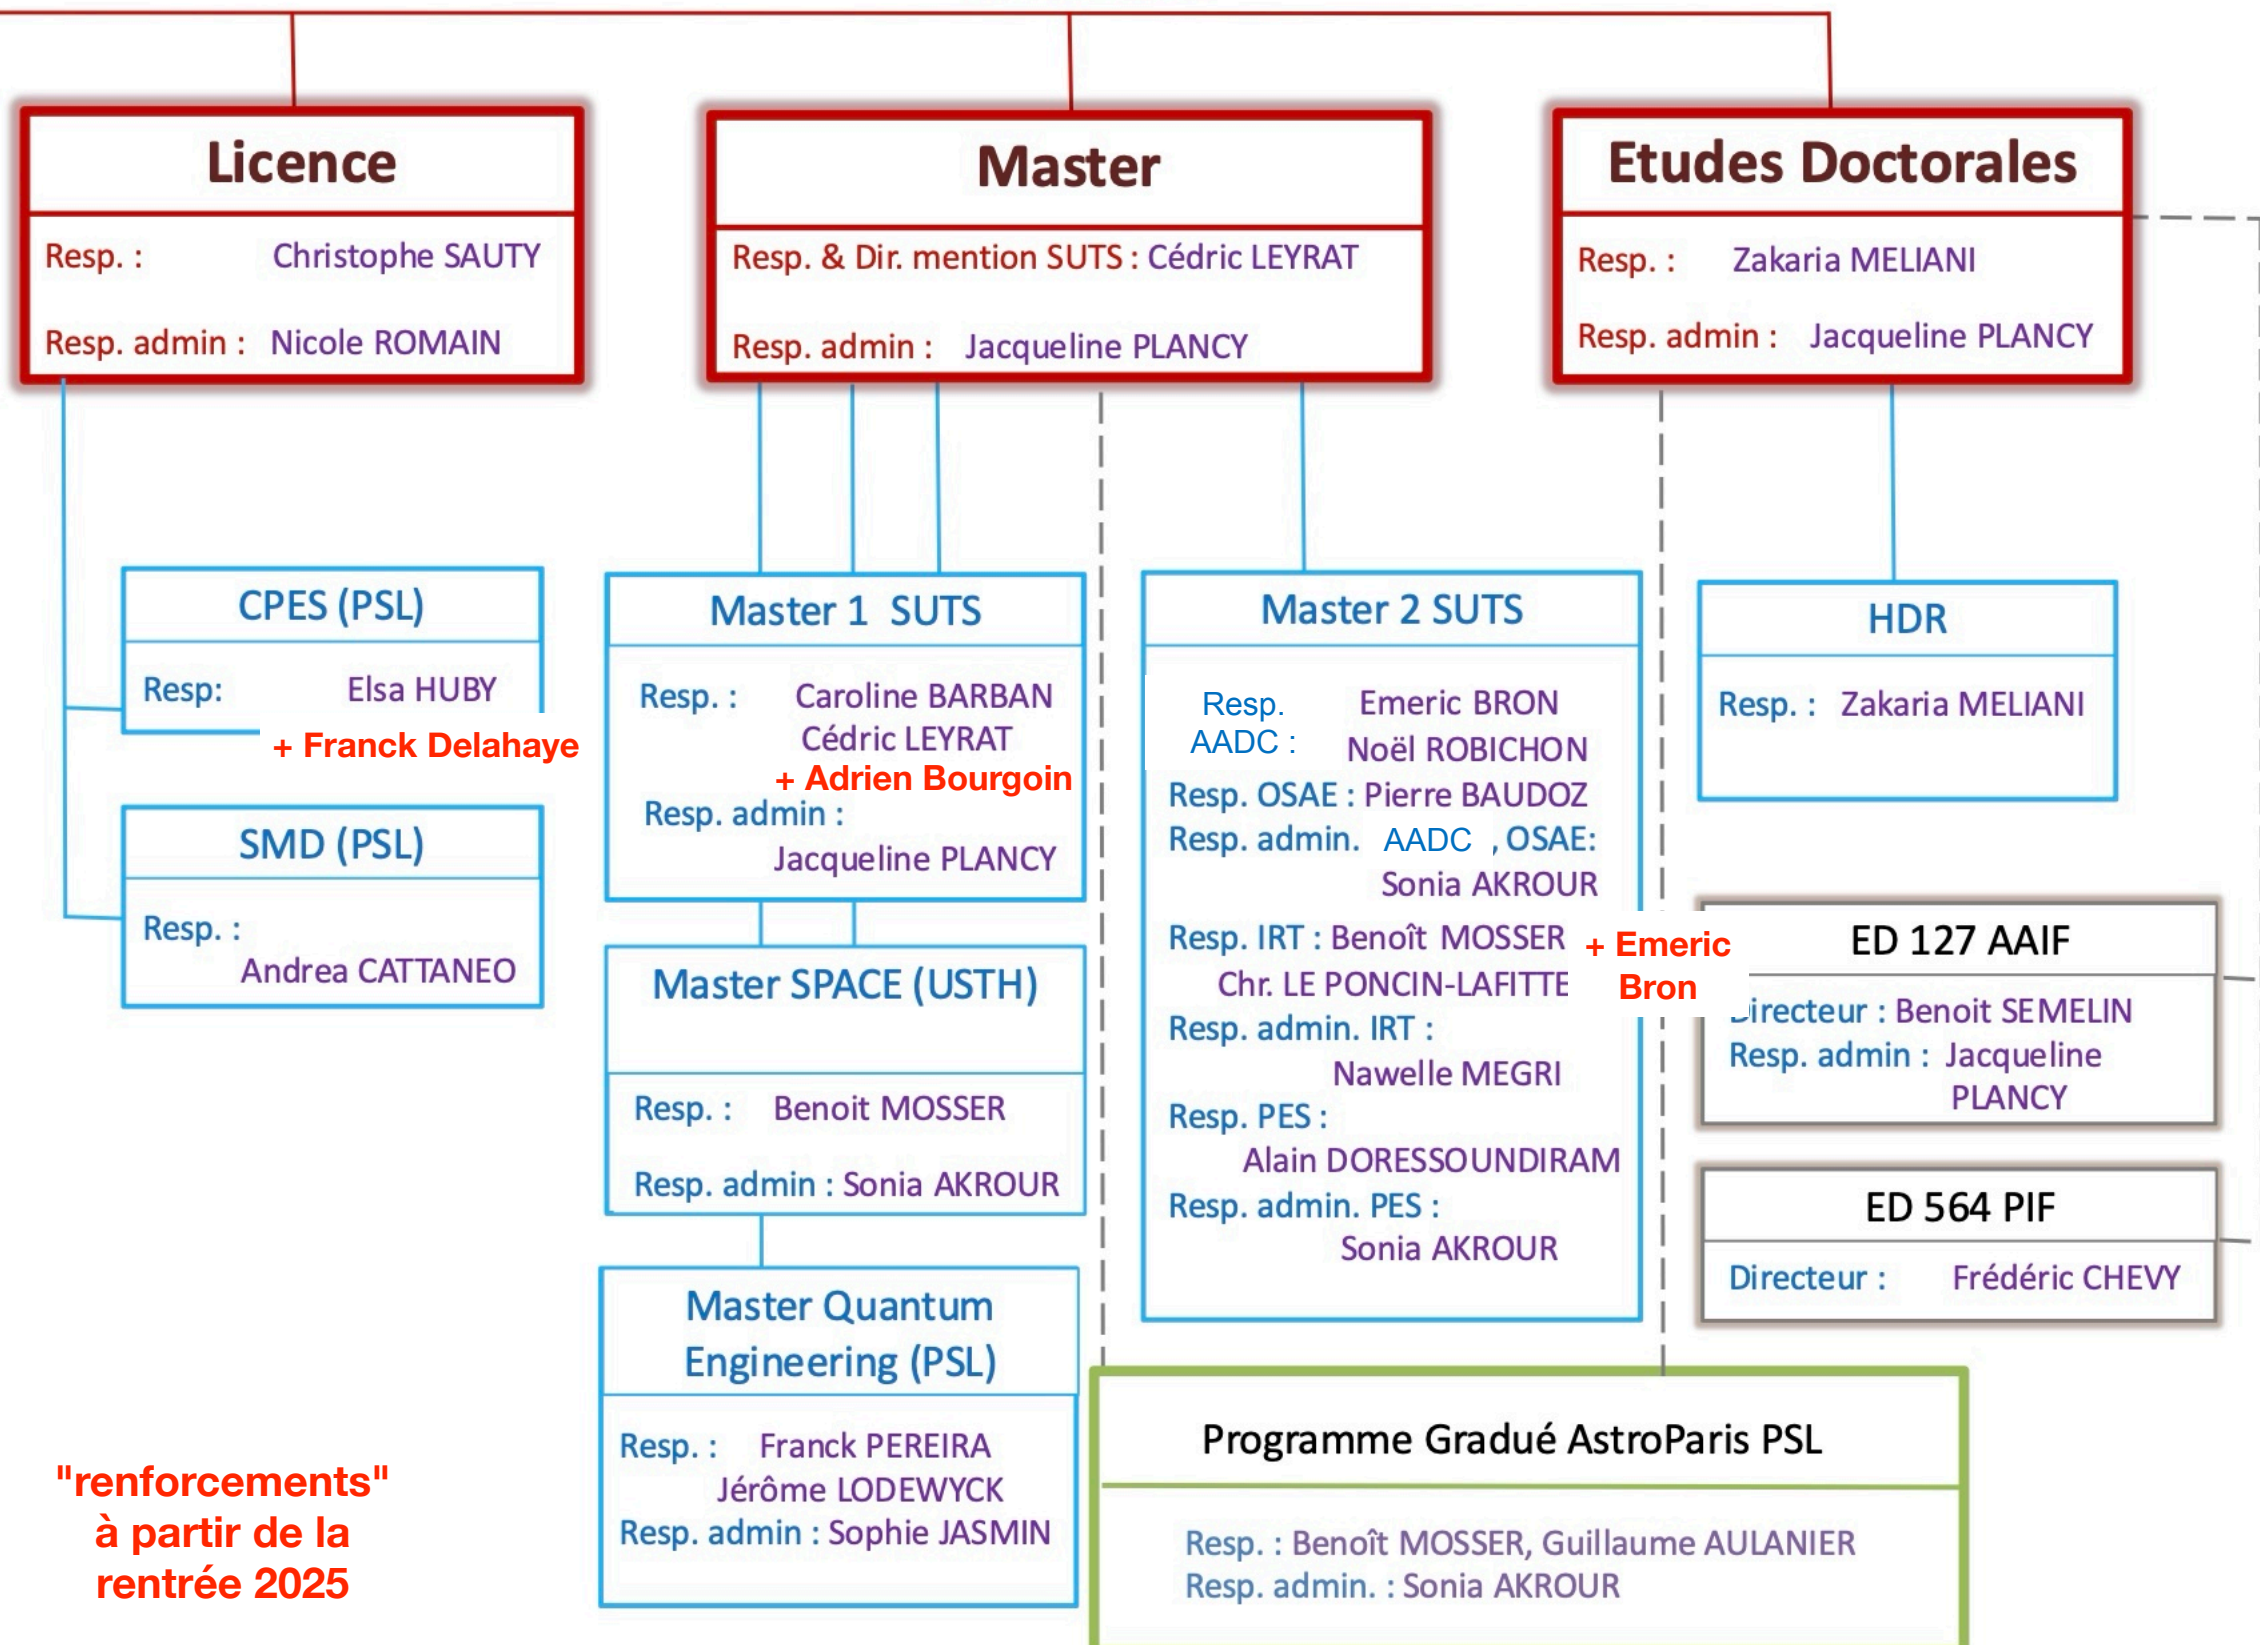 Licence
Resp. : Christophe SAUTY
Resp. admin : Nicole ROMAIN
Master
Resp. & Dir. mention SUTS : Cédric LEYRAT
Resp. admin : Jacqueline PLANCY
Etudes Doctorales
Resp. : Zakaria MELIANI
Resp. admin : Jacqueline PLANCY
CPES (PSL)
Resp: Elsa HUBY
+ Franck Delahaye
SMD (PSL)
Resp. :
Andrea CATTANEO
Master 1 SUTS
Resp. : Caroline BARBAN
Cédric LEYRAT
+ Adrien Bourgoin
Resp. admin :
Jacqueline PLANCY
Master SPACE (USTH)
Resp. : Benoit MOSSER
Resp. admin : Sonia AKROUR
Master Quantum
Engineering (PSL)
Resp. : Franck PEREIRA
Jérôme LODEWYCK
Resp. admin : Sophie JASMIN
Master 2 SUTS
Resp. Emeric BRON
AADC : Noël ROBICHON
Resp. OSAE : Pierre BAUDOZ
Resp. admin. AADC , OSAE:
Sonia AKROUR
Resp. IRT : Benoît MOSSER
Chr. LE PONCIN-LAFITTE
+ Emeric
Bron
Resp. admin. IRT :
Nawelle MEGRI
Resp. PES :
Alain DORESSOUNDIRAM
Resp. admin. PES :
Sonia AKROUR
HDR
Resp. : Zakaria MELIANI
ED 127 AAIF
Directeur : Benoit SEMELIN
Resp. admin : Jacqueline
PLANCY
ED 564 PIF
Directeur : Frédéric CHEVY
Programme Gradué AstroParis PSL
Resp. : Benoît MOSSER, Guillaume AULANIER
Resp. admin. : Sonia AKROUR
"renforcements"
à partir de la
rentrée 2025